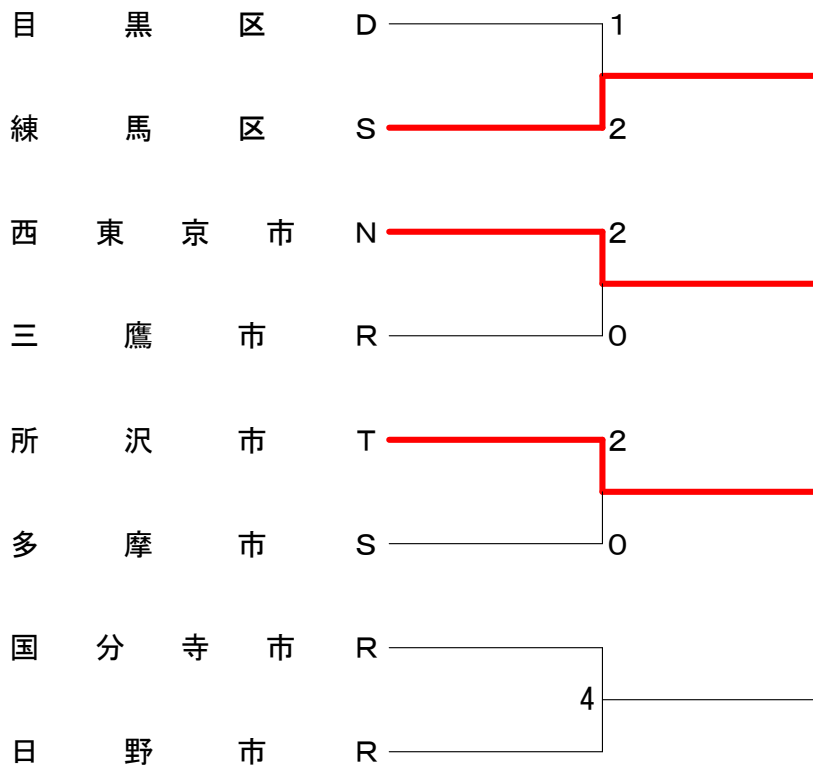 目黒区 D 1
練馬区 S 2
西東京市 N 2
三鷹市 R 0
所沢市 T 2
多摩市 S 0
国分寺市 R
4
日野市 R